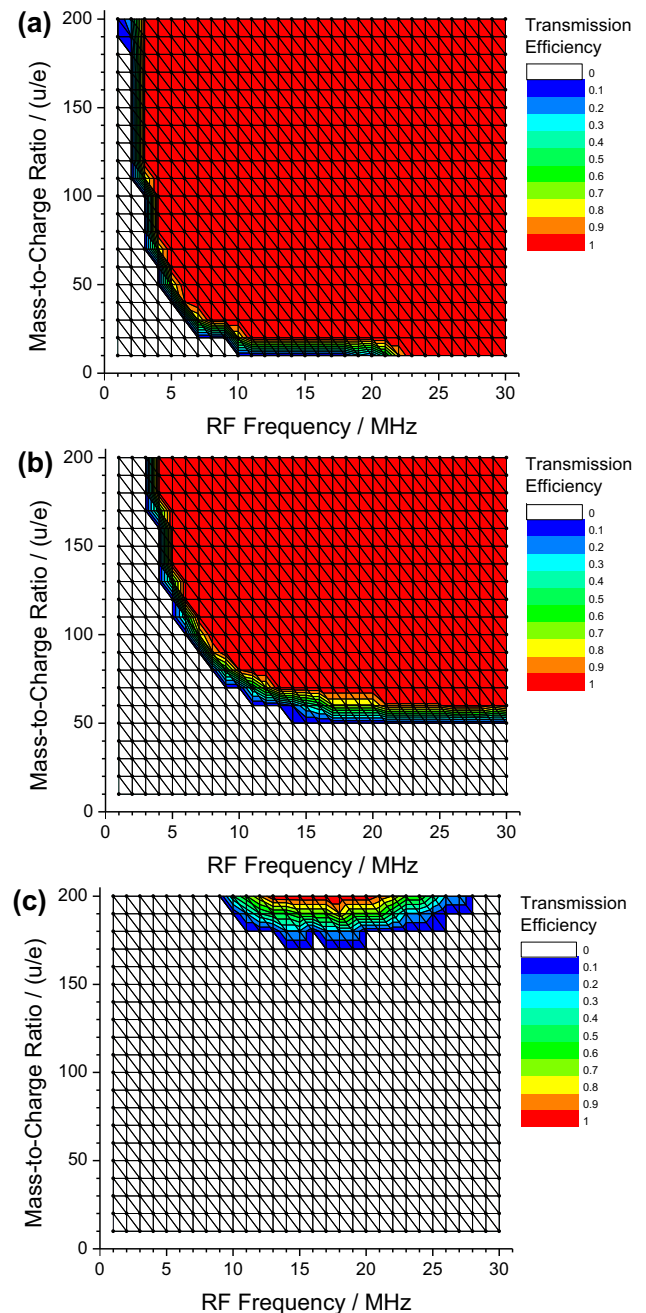 (a)
Transmission
Efficiency
0
0.1
0.2
0.3
0.4
0.5
0.6
0.7
0.8
0.9
1
200
150
100
50
0
Mass-to-Charge Ratio / (u/e)
0 5 10 15 20 25 30
RF Frequency / MHz
(b)
Transmission
Efficiency
0
0.1
0.2
0.3
0.4
0.5
0.6
0.7
0.8
0.9
1
200
150
100
50
0
Mass-to-Charge Ratio / (u/e)
0 5 10 15 20 25 30
RF Frequency / MHz
(c)
Transmission
Efficiency
0
0.1
0.2
0.3
0.4
0.5
0.6
0.7
0.8
0.9
1
200
150
100
50
0
Mass-to-Charge Ratio / (u/e)
0 5 10 15 20 25 30
RF Frequency / MHz